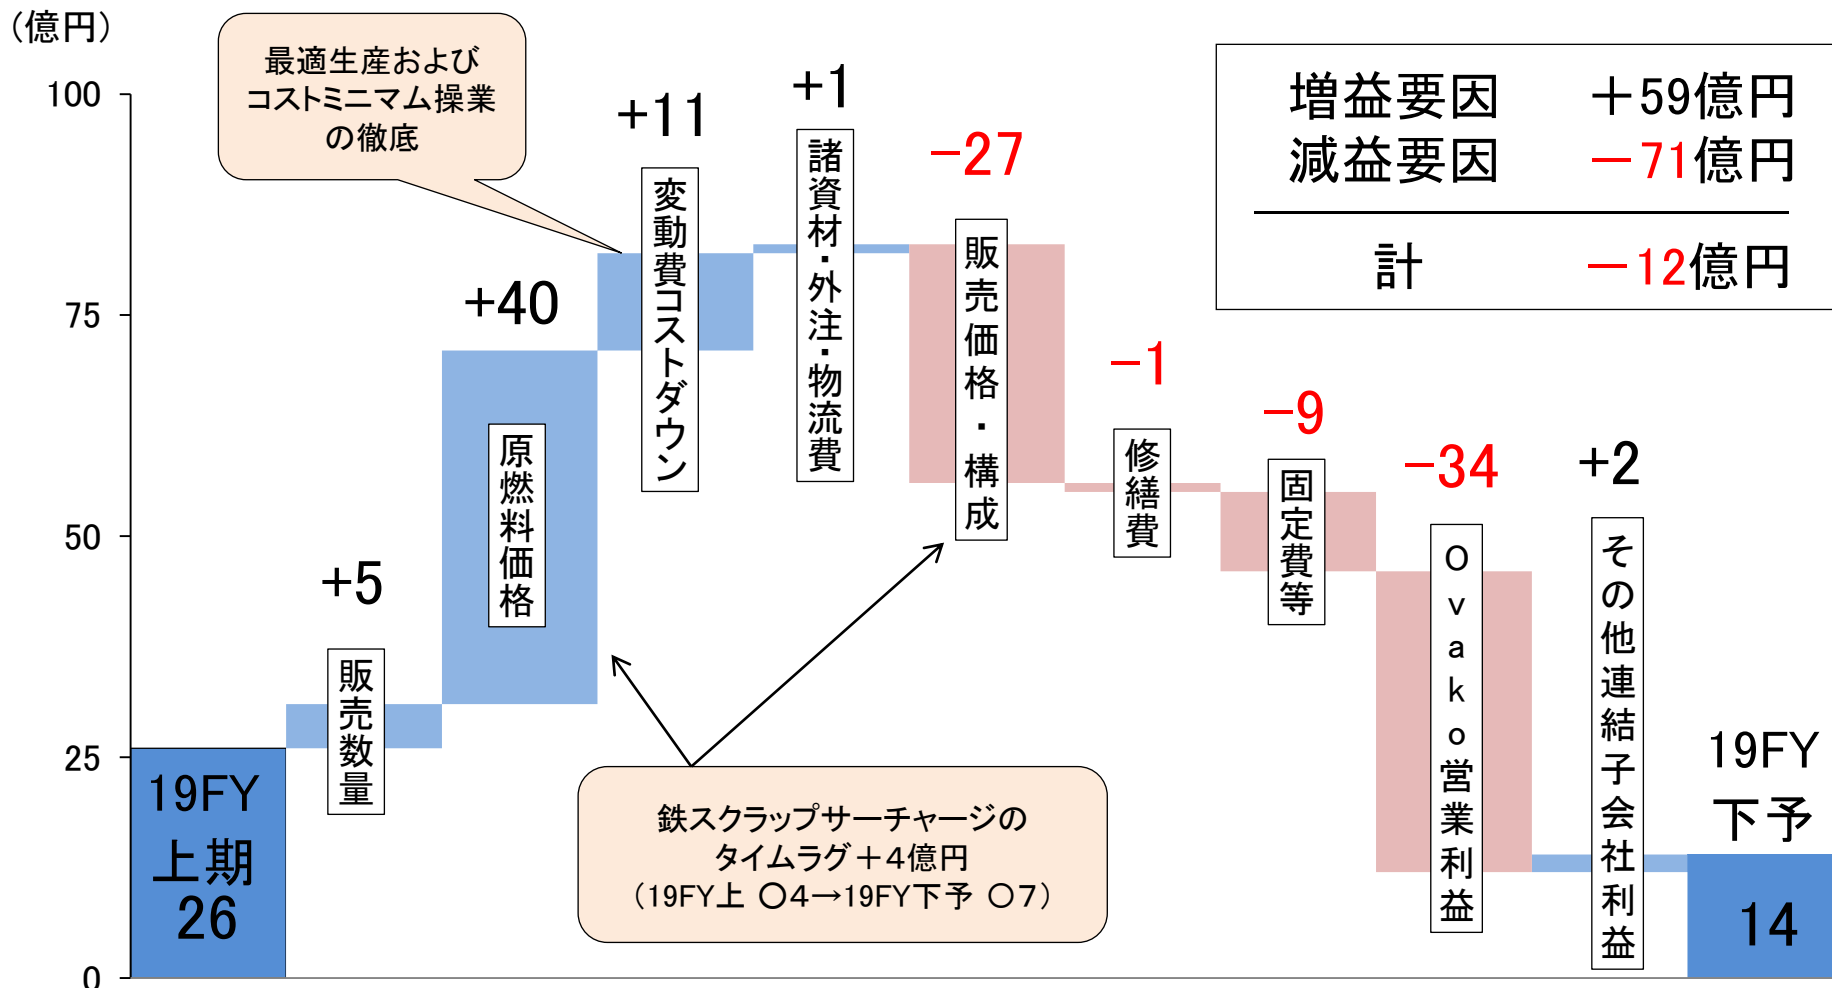 （億円）
100
75
50
25
0
最適生産および
コストミニマム操業
の徹底
増益要因 ＋59億円
減益要因 －71億円
計 －12億円
19FY
上期
26
+5
販売数量
+40
原燃料価格
+11
変動費コストダウン
+1
諸資材・外注・物流費
－27
販売価格・構成
－1
修繕費
－9
固定費等
－34
Ovako営業利益
+2
その他連結子会社利益
19FY
下予
14
鉄スクラップサーチャージの
タイムラグ＋4億円
（19FY上 〇4→19FY下予 〇7）